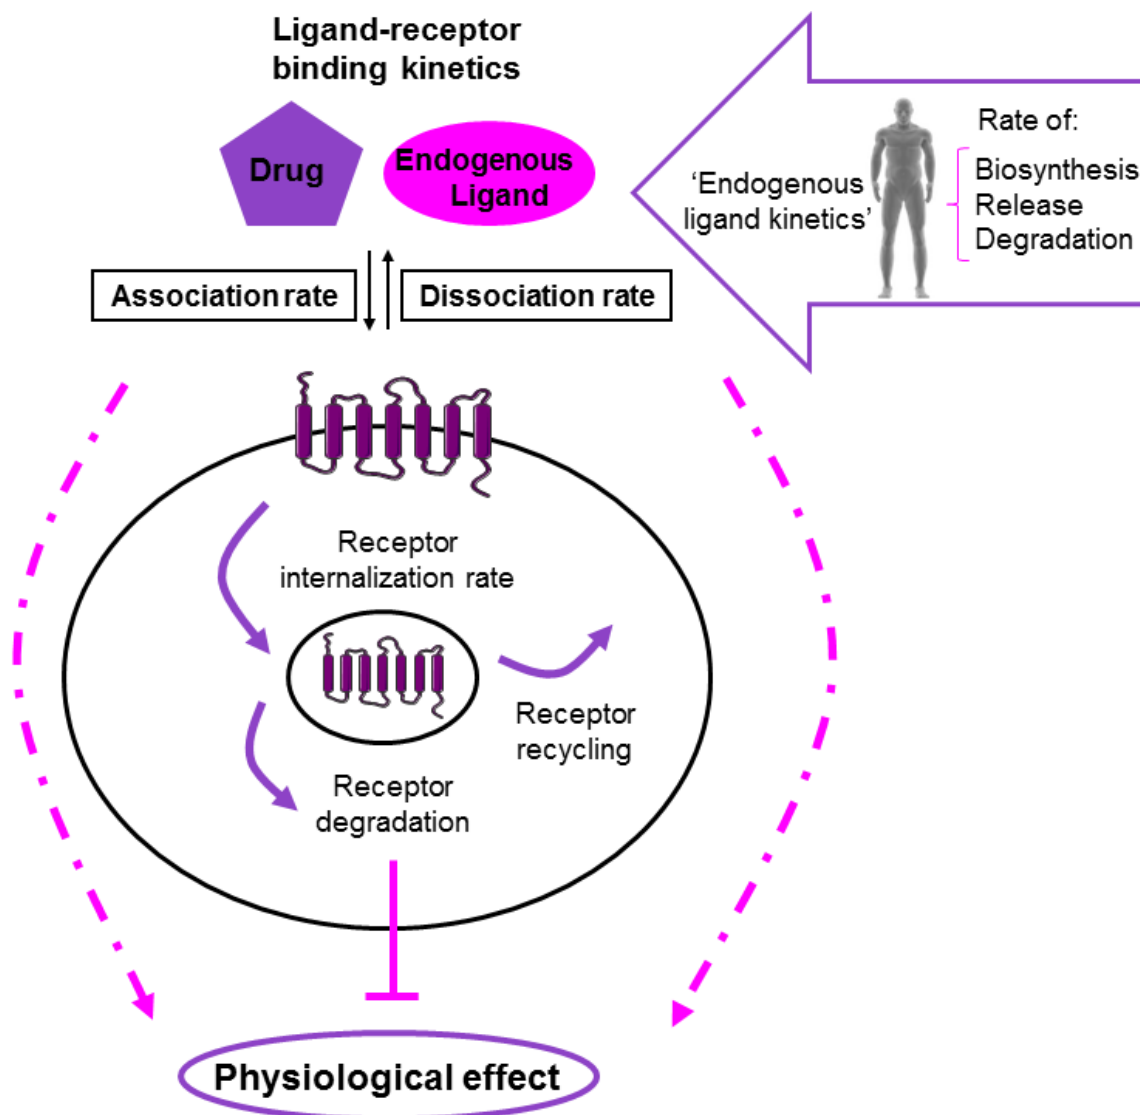 Ligand-receptor
binding kinetics
Drug
Endogenous
Ligand
'Endogenous
ligand kinetics'
Rate of:
Biosynthesis
Release
Degradation
Association rate
Dissociation rate
Receptor
internalization rate
Receptor
recycling
Receptor
degradation
Physiological effect